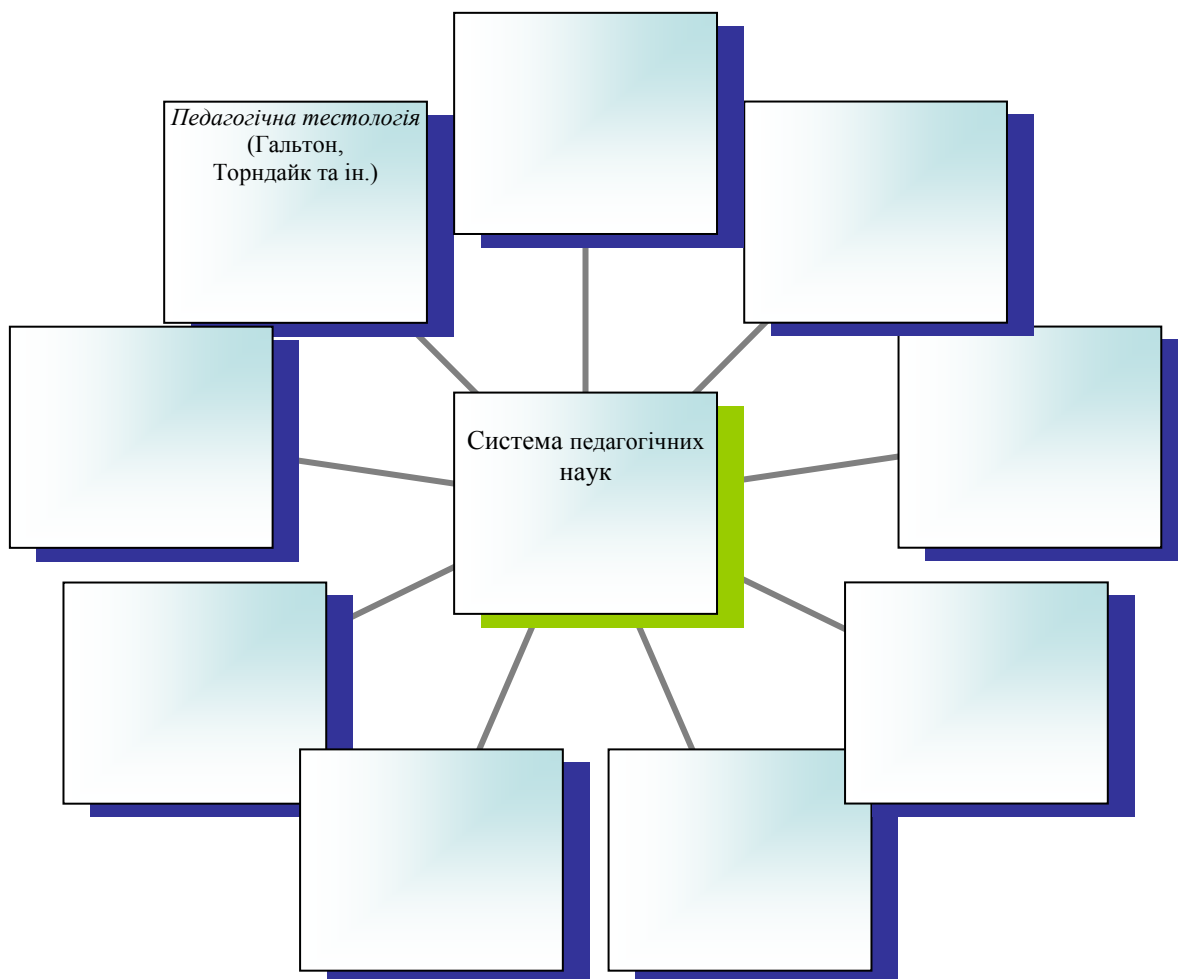 Педагогічна тестологія
(Гальтон,
Торндайк та ін.)
Система педагогічних
наук